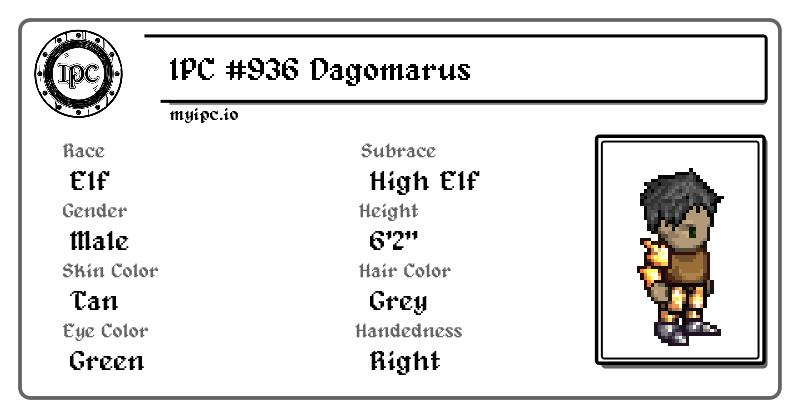 IPC
IPC #936 Dagomarus
myipc.io
Race
Subrace
Elf
High Elf
Gender
Height
Male
6'2"
Skin Color
Hair Color
Tan
Grey
Eye Color
Handedness
Green
Right